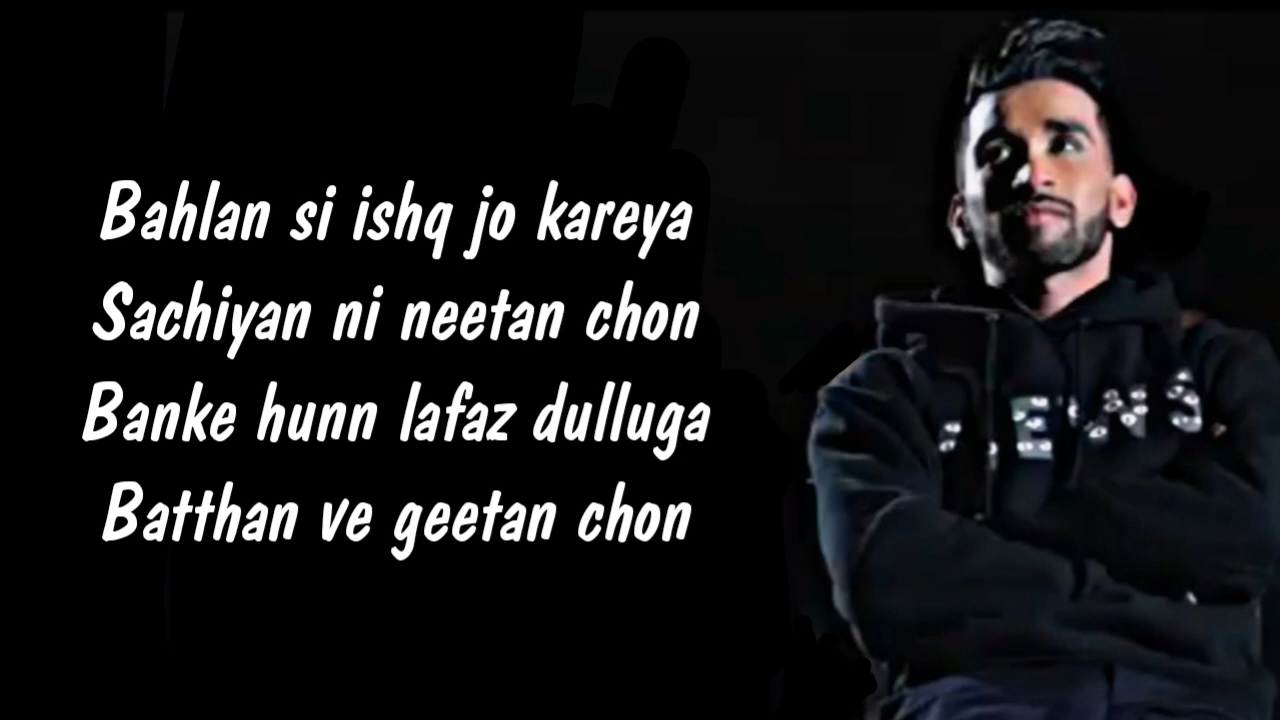 Bahlan si ishq jo kareya
Sachiyan ni neetan chon
Banke hunn lafaz dulluga
Batthan ve geetan chon